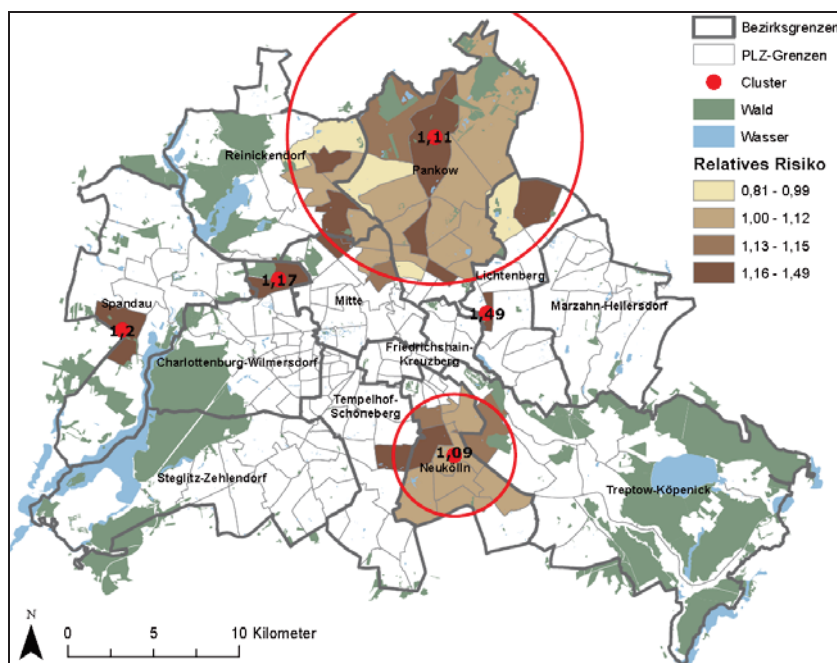 Bezirksgrenzen
PLZ-Grenzen
Cluster
Wald
Wasser
Relatives Risiko
0,81 - 0,99
1,00 - 1,12
1,13 - 1,15
1,16 - 1,49
1,11
Reinickendorf
Pankow
1,17
Lichtenberg
Spandau
Mitte
Marzahn-Hellersdorf
1,2
1,49
Friedrichshain-
Kreuzberg
Charlottenburg-Wilmersdorf
Tempelhof-
Schöneberg
1,09
Neukölln
Steglitz-Zehlendorf
Treptow-Köpenick
N
0 5 10 Kilometer